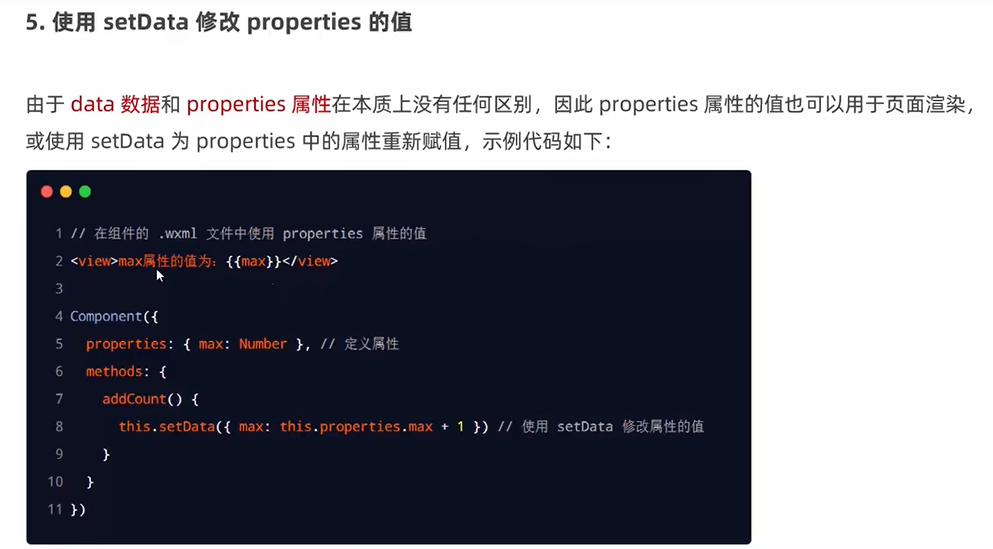 5. 使用 setData 修改 properties 的值
由于 data 数据和 properties 属性在本质上没有任何区别，因此 properties 属性的值也可以用于页面渲染，
或使用 setData 为 properties 中的属性重新赋值，示例代码如下：
1 // 在组件的 .wxml 文件中使用 properties 属性的值
2 <view>max属性的值为：{{max}}</view>
3
4 Component({
5   properties: { max: Number }, // 定义属性
6   methods: {
7     addCount() {
8       this.setData({ max: this.properties.max + 1 }) // 使用 setData 修改属性的值
9     }
10   }
11 })